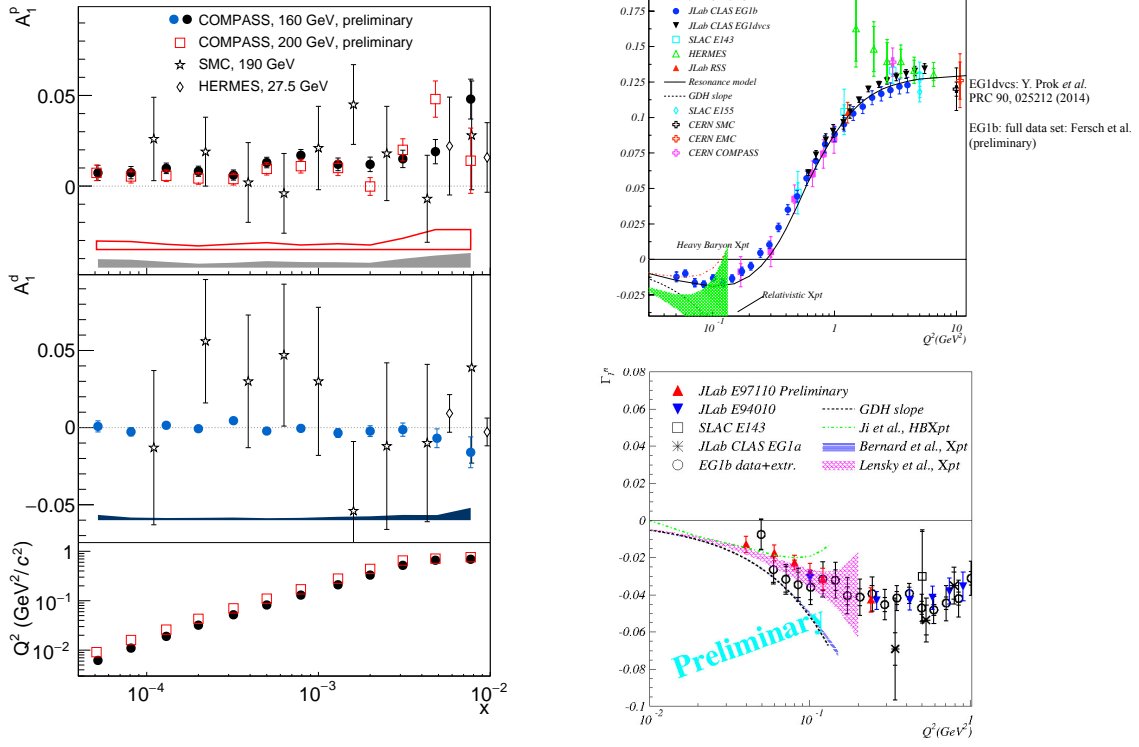 A₁ᵖ
COMPASS, 160 GeV, preliminary
COMPASS, 200 GeV, preliminary
SMC, 190 GeV
HERMES, 27.5 GeV
0.05
0
A₁ᵈ
0.05
0
−0.05
Q² (GeV²/c²)
1
10⁻¹
10⁻²
10⁻⁴
10⁻³
10⁻²
x
0.175
0.15
0.125
0.1
0.075
0.05
0.025
0
-0.025
JLab CLAS EG1b
JLab CLAS EG1dvcs
SLAC E143
HERMES
JLab RSS
Resonance model
GDH slope
SLAC E155
CERN SMC
CERN EMC
CERN COMPASS
Heavy Baryon Xpt
Relativistic Xpt
10⁻¹
1
10
Q²(GeV²)
EG1dvcs: Y. Prok et al.
PRC 90, 025212 (2014)
EG1b: full data set: Fersch et al.
(preliminary)
Γ₁ⁿ
0.08
0.06
0.04
0.02
0
-0.02
-0.04
-0.06
-0.08
-0.1
JLab E97110 Preliminary
JLab E94010
SLAC E143
JLab CLAS EG1a
EG1b data+extr.
GDH slope
Ji et al., HBXpt
Bernard et al., Xpt
Lensky et al., Xpt
Preliminary
10⁻²
10⁻¹
1
Q²(GeV²)